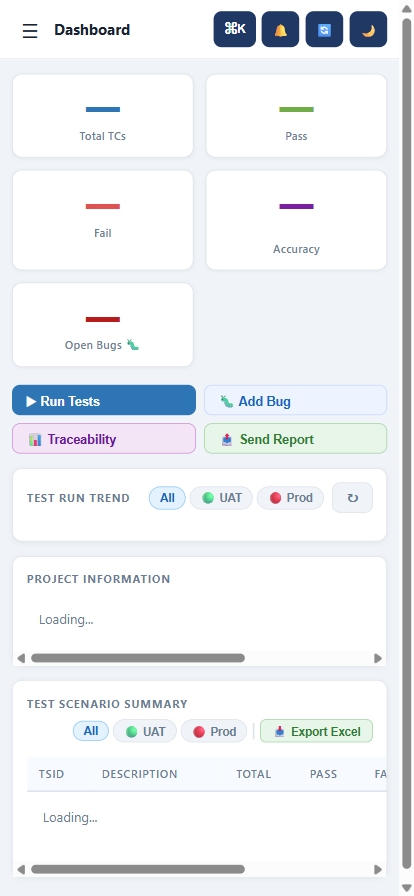 ☰ Dashboard ⌘K
—
Total TCs
—
Pass
—
Fail
—
Accuracy
—
Open Bugs
▶ Run Tests
Add Bug
Traceability
Send Report
TEST RUN TREND All UAT Prod ↻
PROJECT INFORMATION
Loading...
TEST SCENARIO SUMMARY
All UAT Prod Export Excel
TSID DESCRIPTION TOTAL PASS FA
Loading...